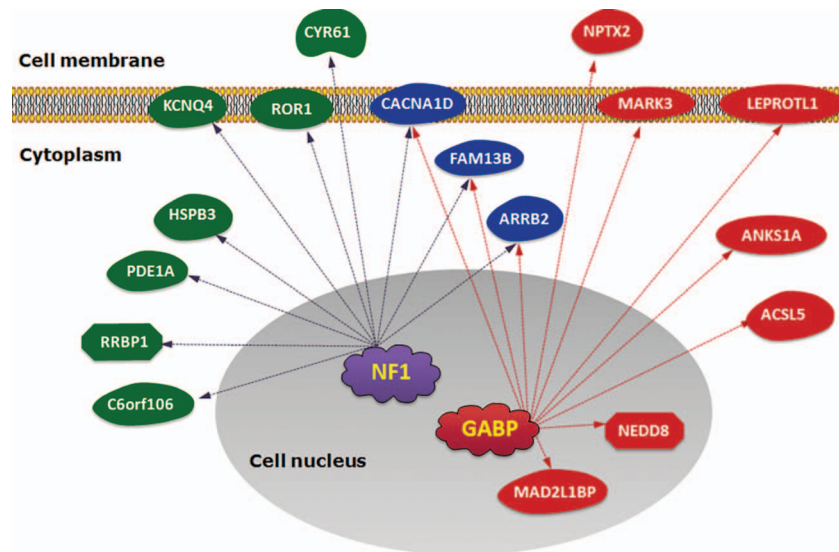 CYR61
NPTX2
Cell membrane
KCNQ4
ROR1
CACNA1D
MARK3
LEPROTL1
Cytoplasm
FAM13B
HSPB3
ARRB2
ANKS1A
PDE1A
ACSL5
RRBP1
NF1
C6orf106
GABP
NEDD8
Cell nucleus
MAD2L1BP